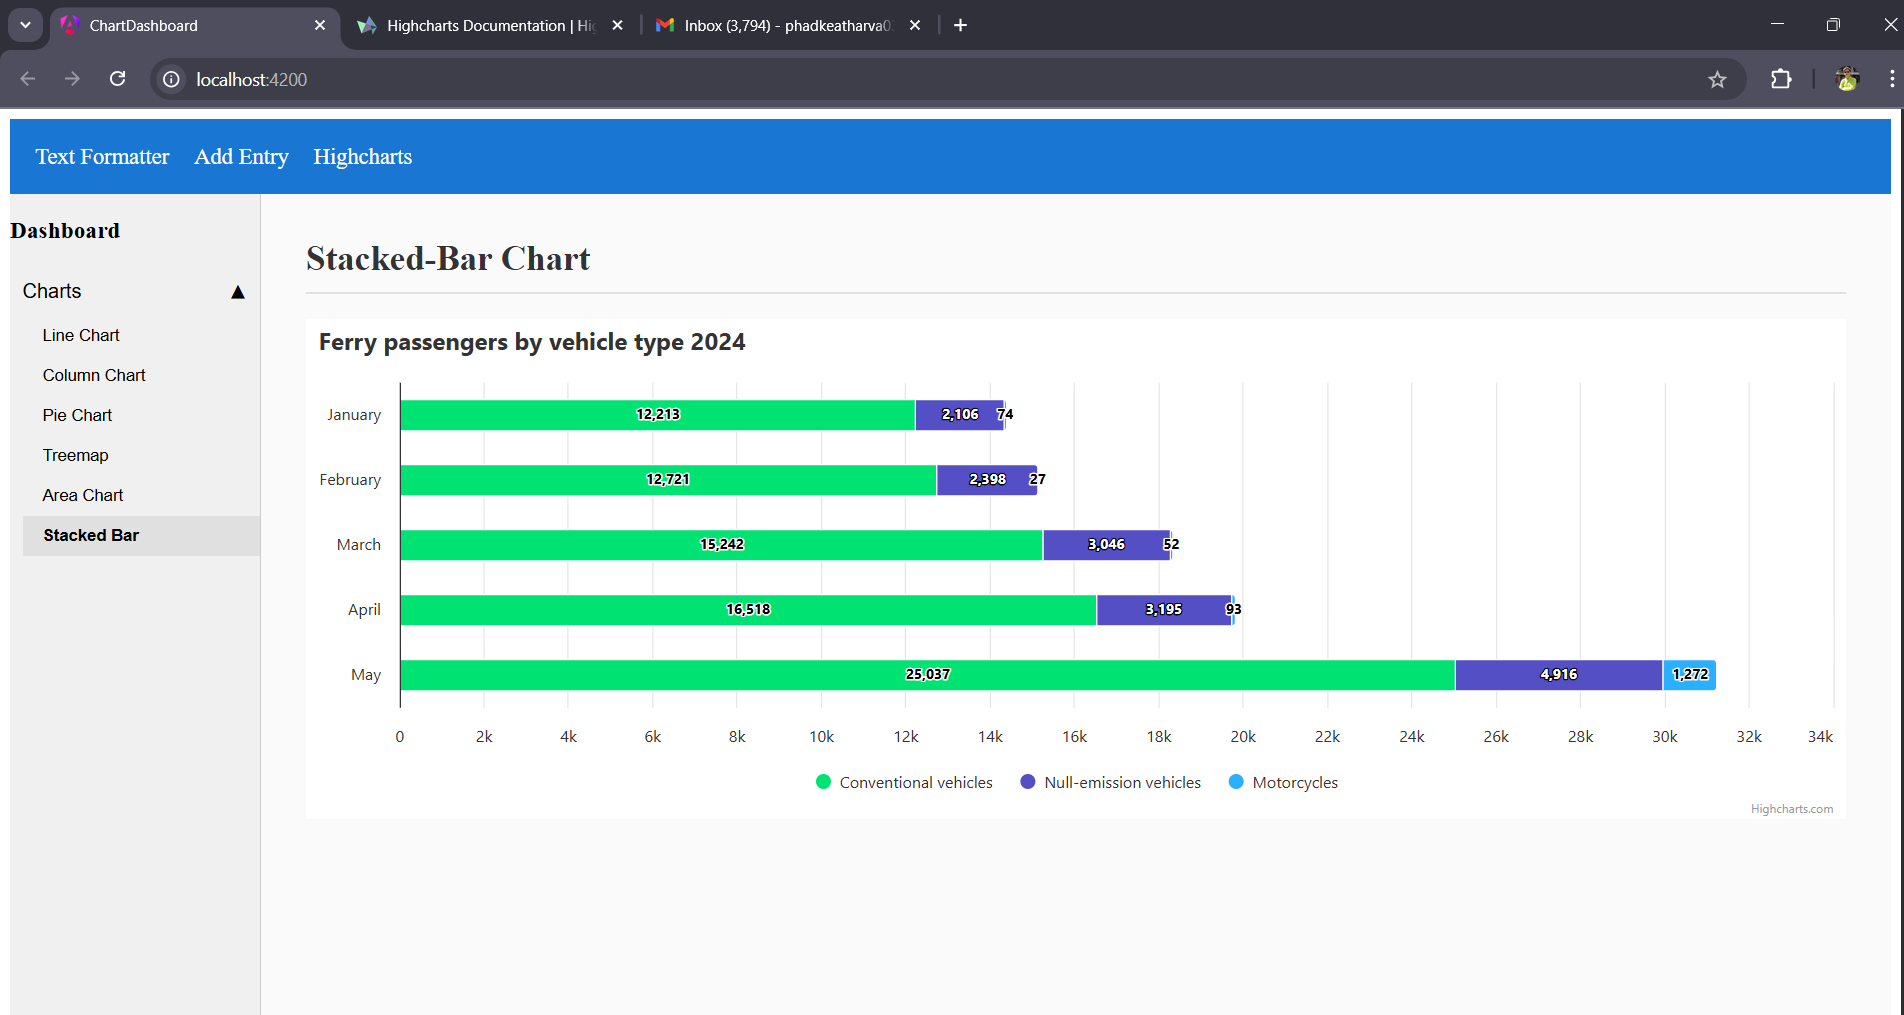 ChartDashboard
Highcharts Documentation | Hi
Inbox (3,794) - phadkeatharva0
localhost:4200
Text Formatter Add Entry Highcharts
Dashboard
Charts ▲
Line Chart
Column Chart
Pie Chart
Treemap
Area Chart
Stacked Bar
Stacked-Bar Chart
Ferry passengers by vehicle type 2024
January 12,213 2,106 74
February 12,721 2,398 27
March 15,242 3,046 52
April 16,518 3,195 93
May 25,037 4,916 1,272
0 2k 4k 6k 8k 10k 12k 14k 16k 18k 20k 22k 24k 26k 28k 30k 32k 34k
Conventional vehicles Null-emission vehicles Motorcycles
Highcharts.com